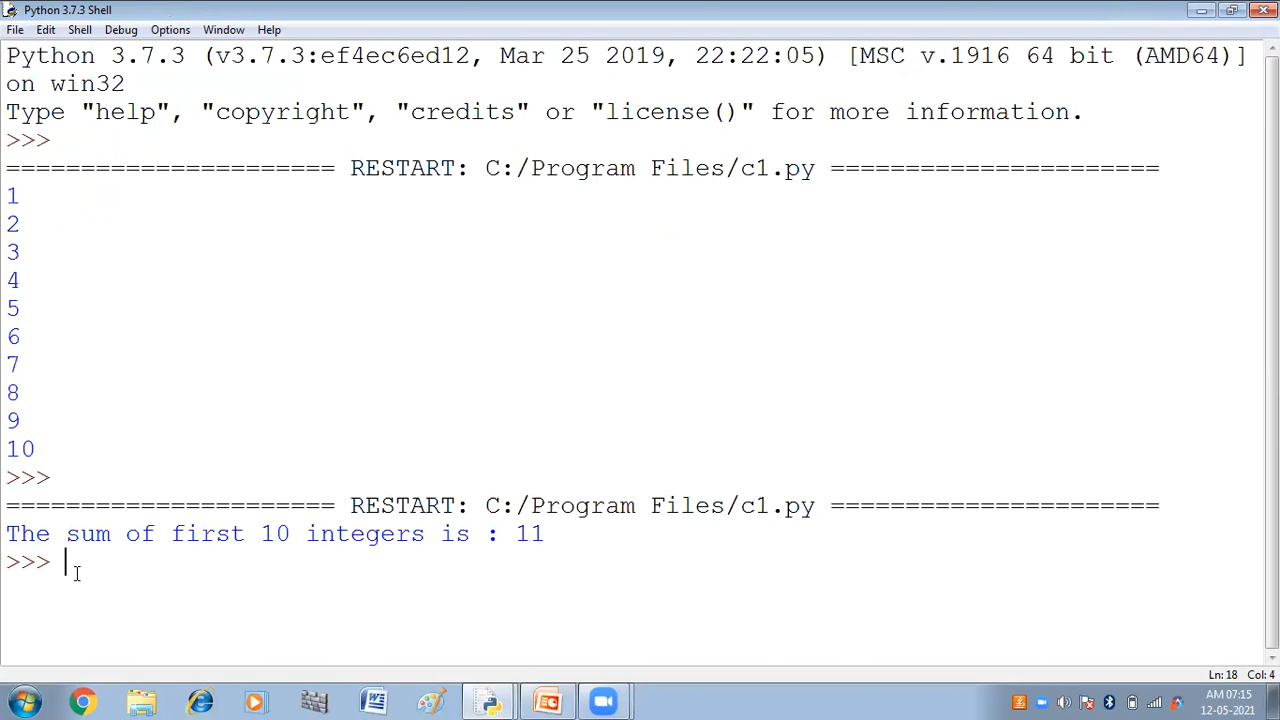 Python 3.7.3 Shell
File Edit Shell Debug Options Window Help
Python 3.7.3 (v3.7.3:ef4ec6ed12, Mar 25 2019, 22:22:05) [MSC v.1916 64 bit (AMD64)]
on win32
Type "help", "copyright", "credits" or "license()" for more information.
>>>
====================== RESTART: C:/Program Files/c1.py ======================
1
2
3
4
5
6
7
8
9
10
>>>
====================== RESTART: C:/Program Files/c1.py ======================
The sum of first 10 integers is : 11
>>>
Ln: 18 Col: 4
AM 07:15
12-05-2021